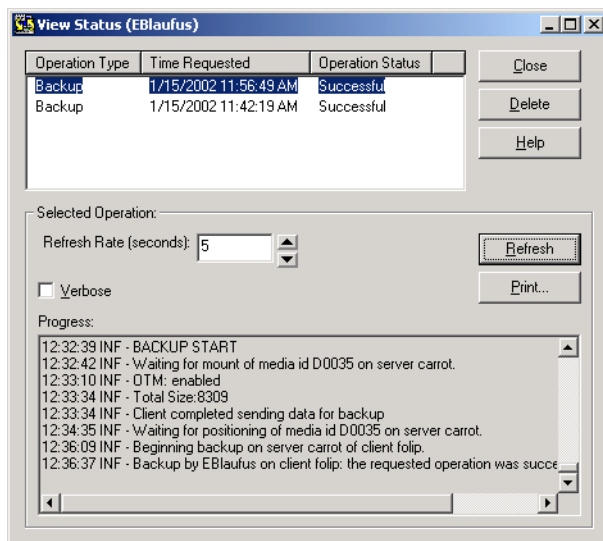 View Status (EBlaufus)
Operation Type Time Requested Operation Status
Backup 1/15/2002 11:56:49 AM Successful
Backup 1/15/2002 11:42:19 AM Successful
Close
Delete
Help
Selected Operation:
Refresh Rate (seconds): 5
Refresh
Verbose
Print...
Progress:
12:32:39 INF - BACKUP START
12:32:42 INF - Waiting for mount of media id D0035 on server carrot.
12:33:10 INF - OTM: enabled
12:33:34 INF - Total Size:8309
12:33:34 INF - Client completed sending data for backup
12:34:35 INF - Waiting for positioning of media id D0035 on server carrot.
12:36:09 INF - Beginning backup on server carrot of client folip.
12:36:37 INF - Backup by EBlaufus on client folip: the requested operation was succe